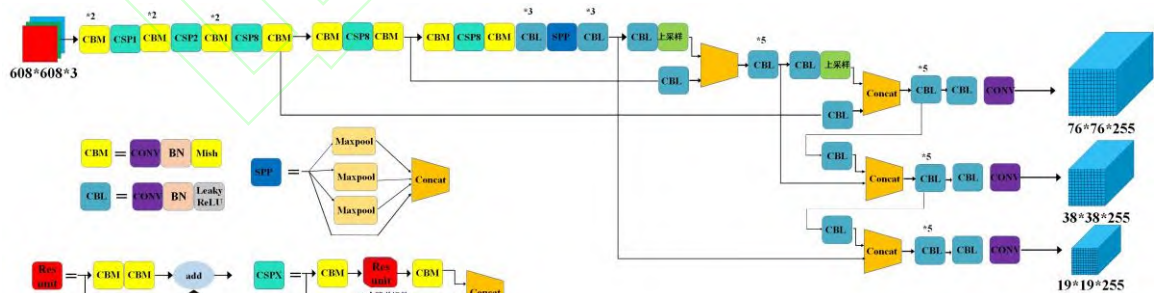 *2 *2 *2 *3 *3
CBM CSP1 CBM CSP2 CBM CSP8 CBM CBM CSP8 CBM CBM CSP8 CBM CBL SPP CBL CBL 上采样
608*608*3
*5
CBL CBL CBL 上采样
*5
Concat CBL CBL CONV
CBL
76*76*255
CBM = CONV BN Mish
Maxpool
SPP = Maxpool Concat
Maxpool
CBL = CONV BN Leaky
ReLU
CBL *5
Concat CBL CBL CONV
38*38*255
CBL *5
Concat CBL CBL CONV
19*19*255
Res
unit = CBM CBM add
CSPX = CBM Res
unit CBM Concat